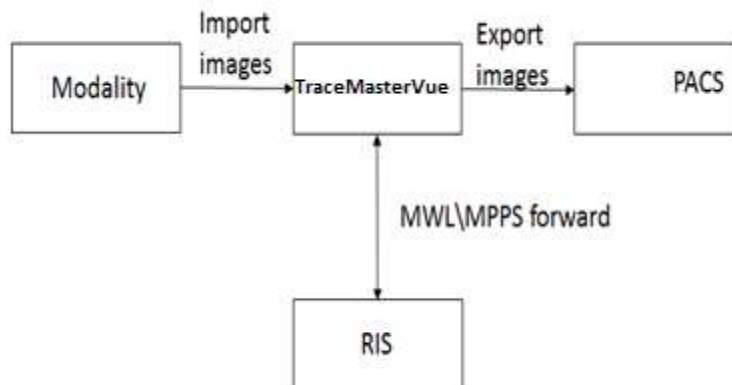 Import
images
Export
images
Modality
TraceMasterVue
PACS
MWL\MPPS forward
RIS